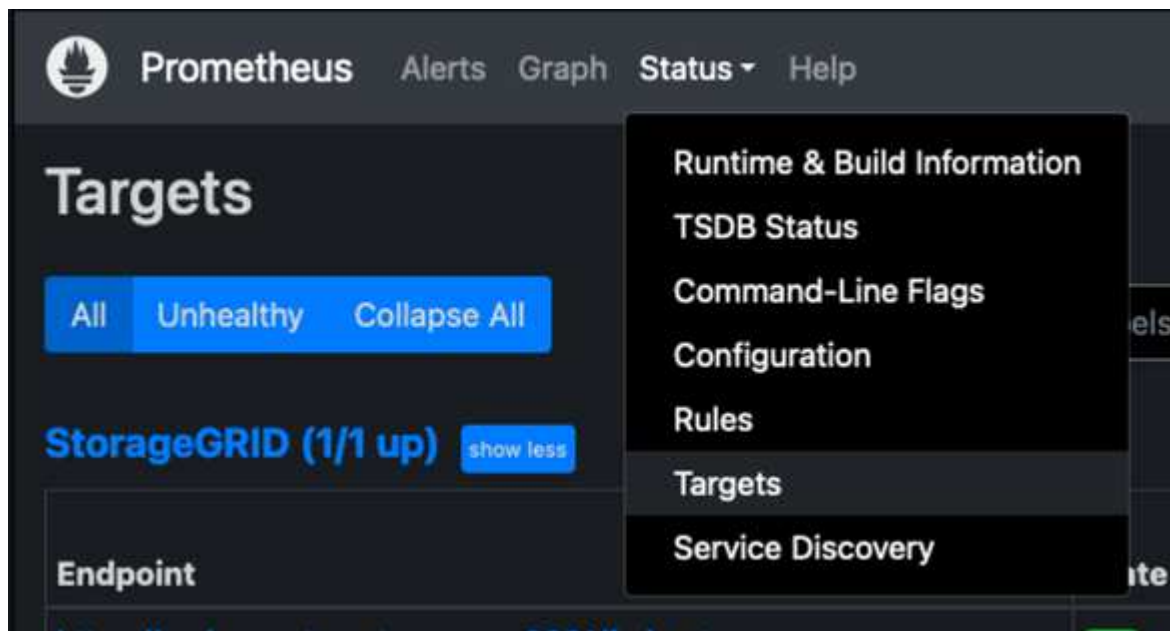 Prometheus Alerts Graph Status Help
Runtime & Build Information
Targets
TSDB Status
Command-Line Flags
All Unhealthy Collapse All
Configuration
Rules
StorageGRID (1/1 up) show less
Targets
Service Discovery
Endpoint